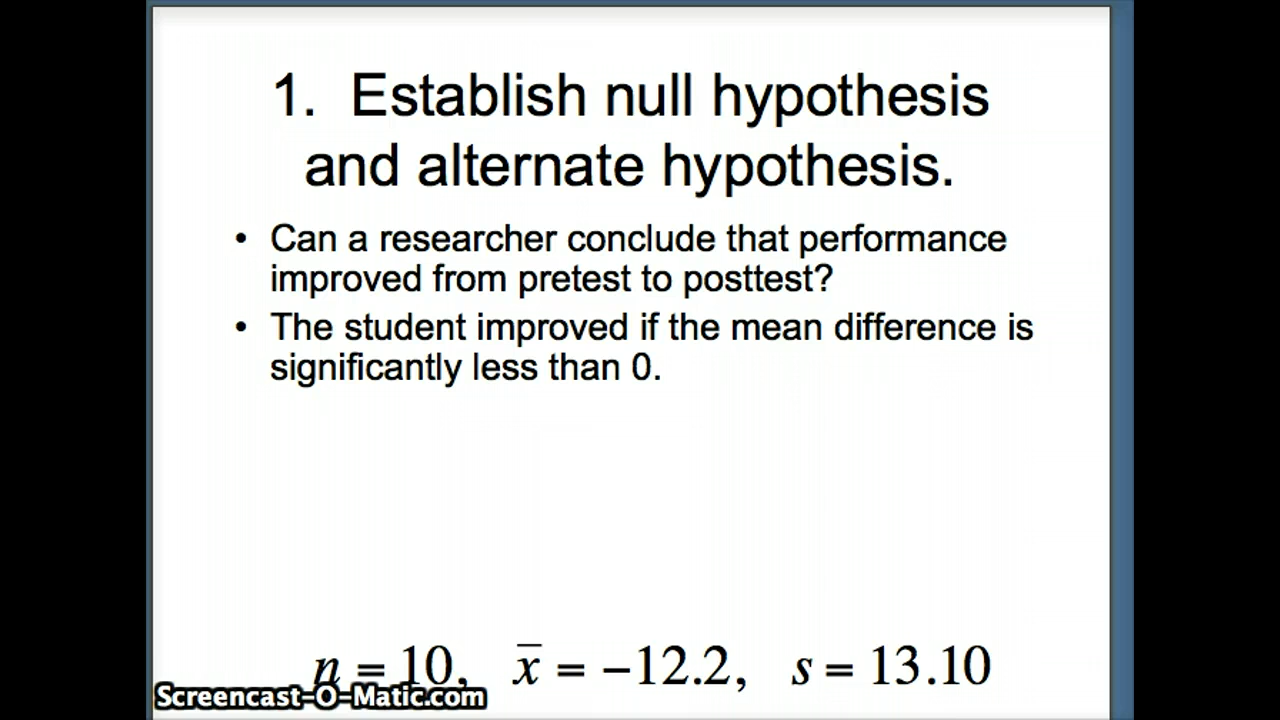 1. Establish null hypothesis
and alternate hypothesis.
• Can a researcher conclude that performance
improved from pretest to posttest?
• The student improved if the mean difference is
significantly less than 0.
n = 10, x̅ = −12.2, s = 13.10
Screencast-O-Matic.com